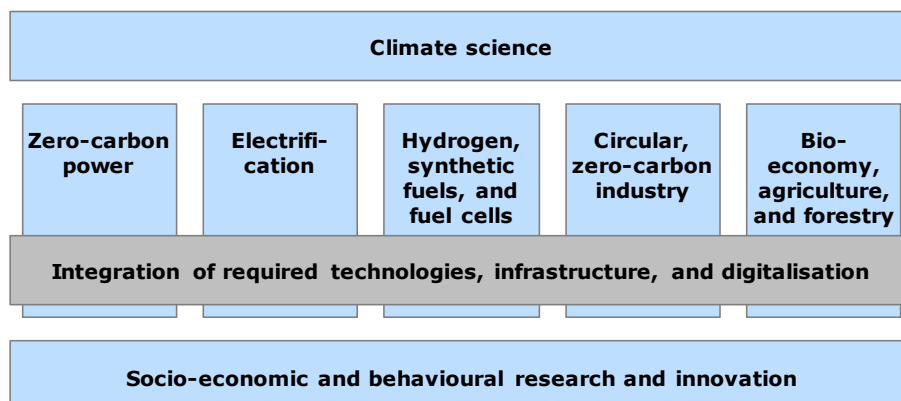 Climate science
Zero-carbon
power
Electrifi-
cation
Hydrogen,
synthetic
fuels, and
fuel cells
Circular,
zero-carbon
industry
Bio-
economy,
agriculture,
and forestry
Integration of required technologies, infrastructure, and digitalisation
Socio-economic and behavioural research and innovation